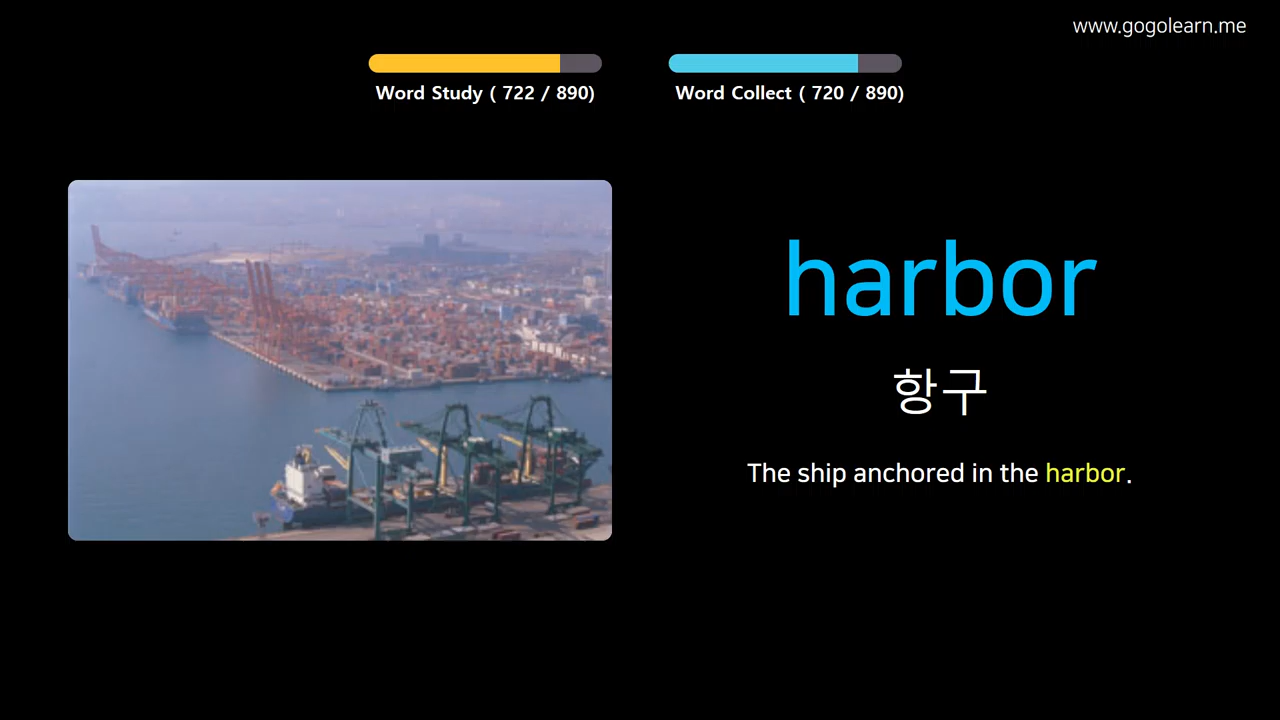 www.gogolearn.me
Word Study ( 722 / 890)
Word Collect ( 720 / 890)
harbor
항구
The ship anchored in the harbor.